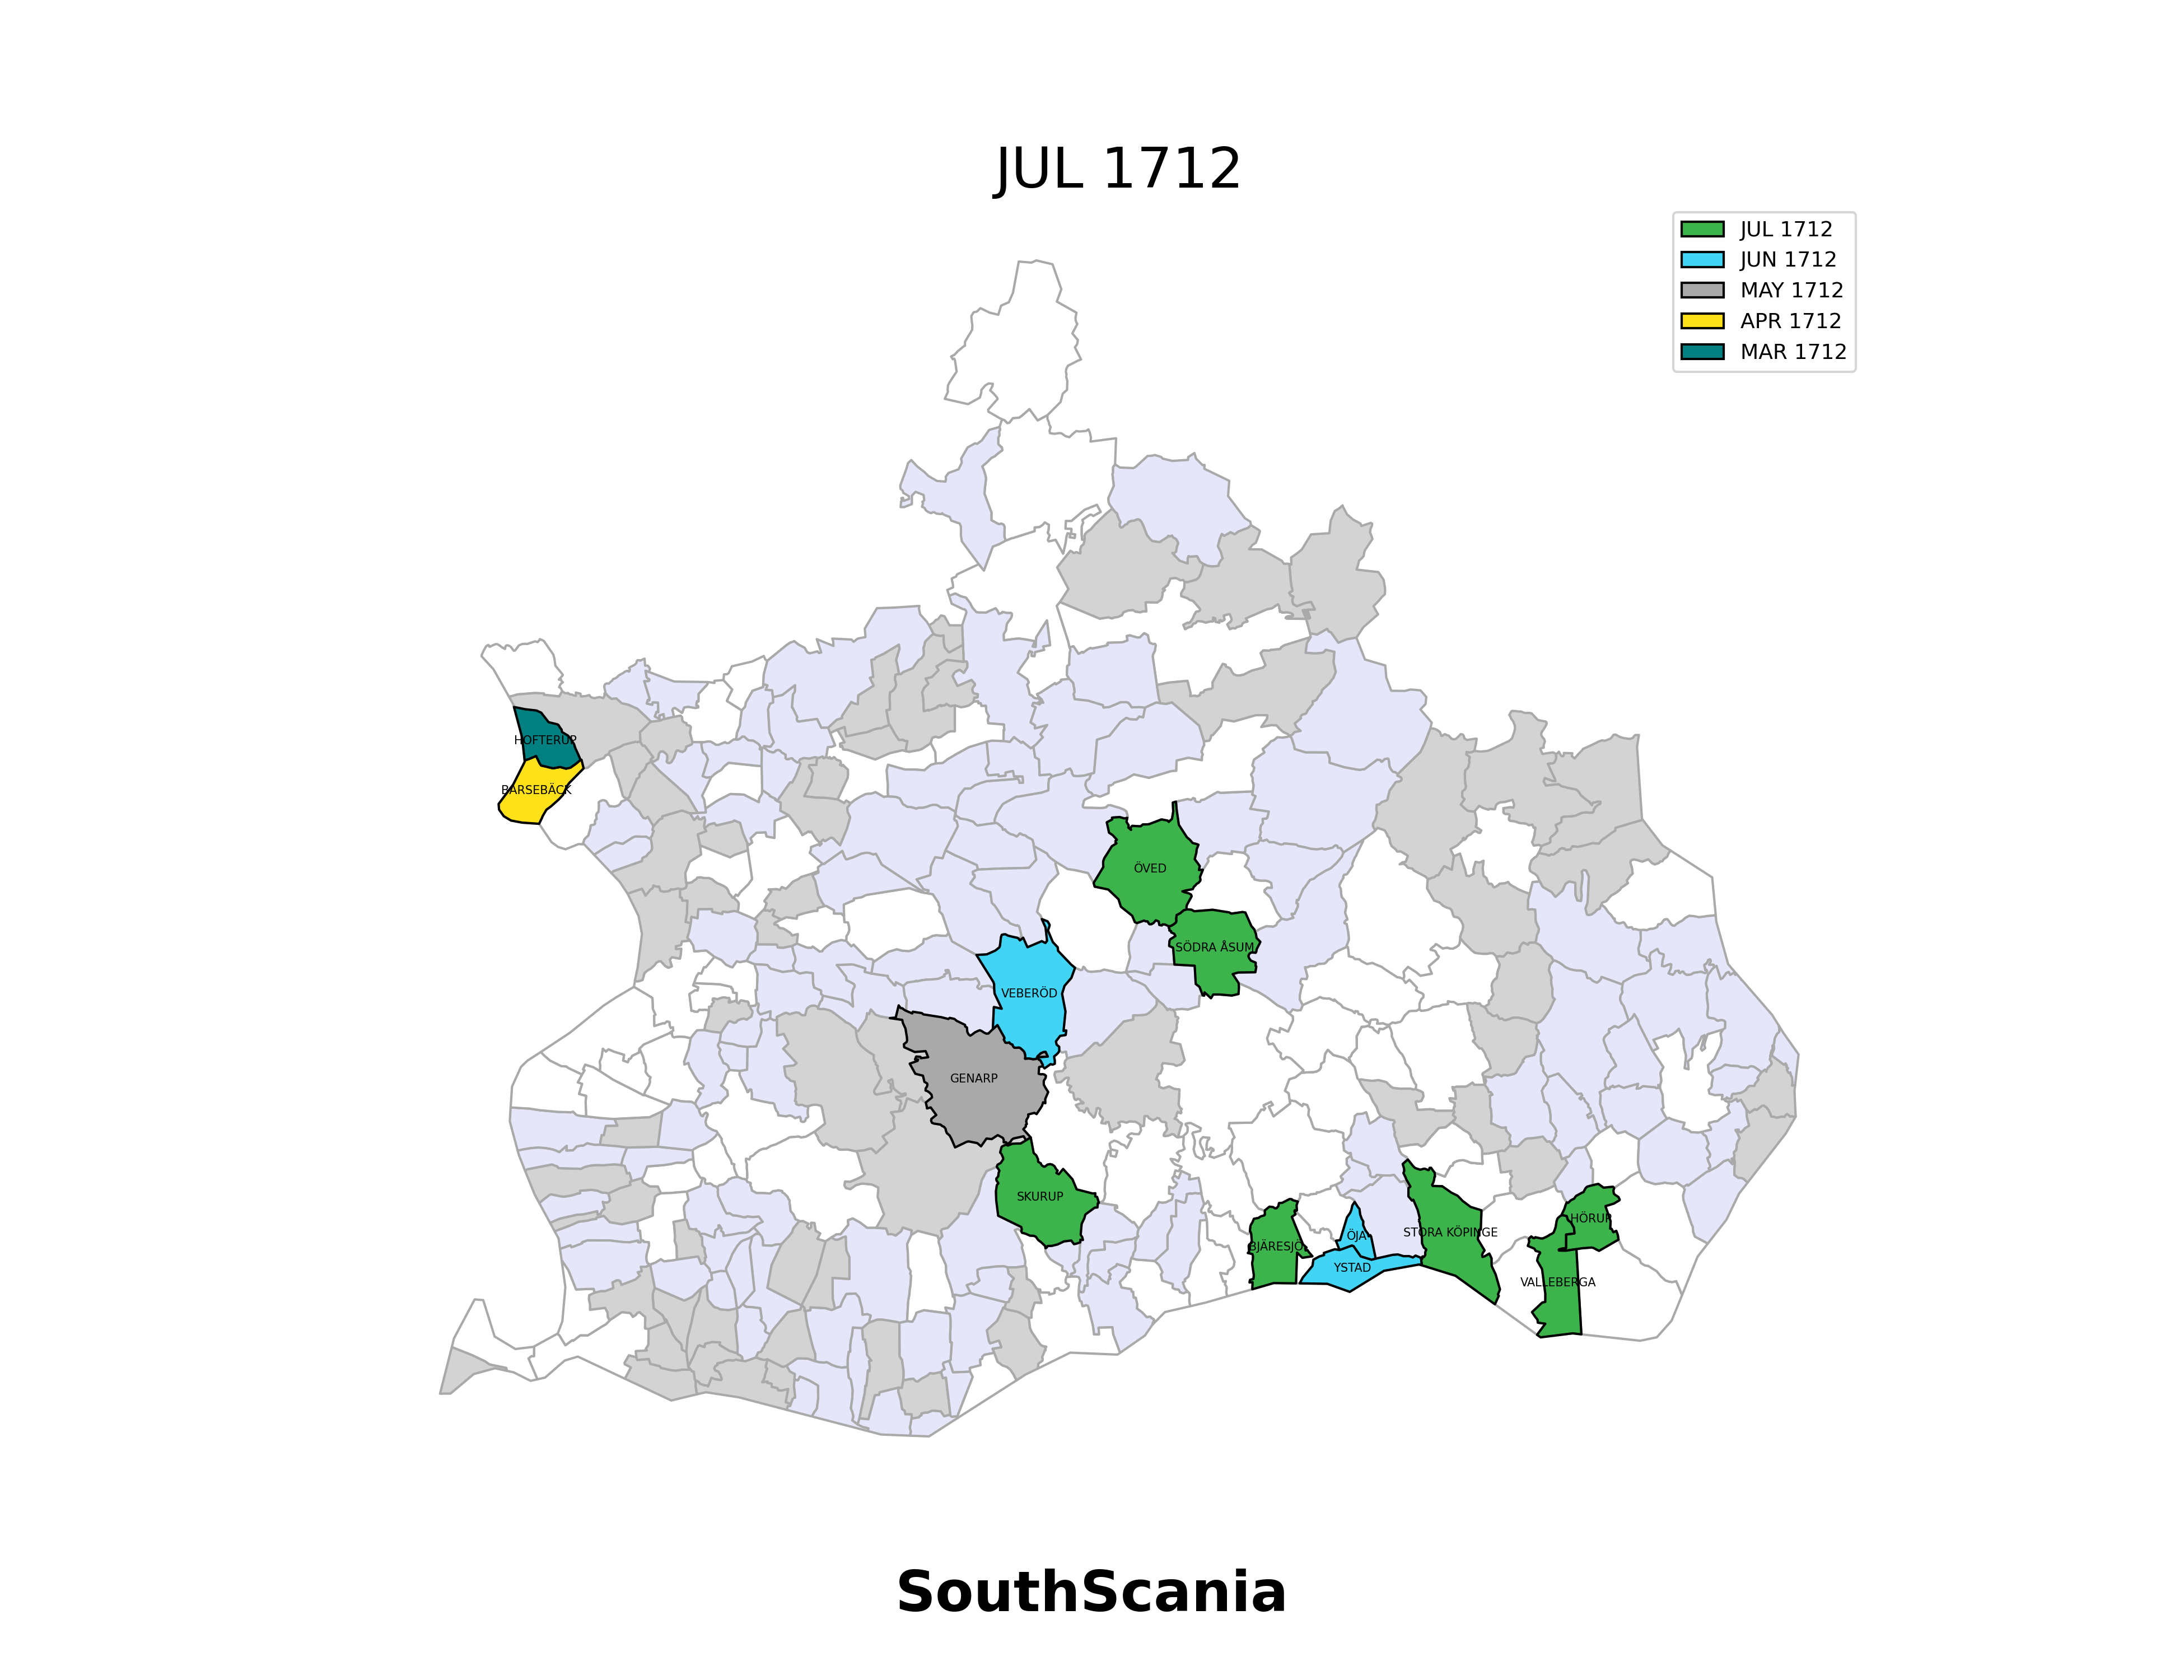 JUL 1712
JUL 1712
JUN 1712
MAY 1712
APR 1712
MAR 1712
HOFTERUP
BARSEBÄCK
ÖVED
SÖDRA ÅSUM
VEBERÖD
GENARP
SKURUP
HÖRUP
STORA KÖPINGE
ÖJA
BJÄRESJÖ
YSTAD
VALLEBERGA
SouthScania